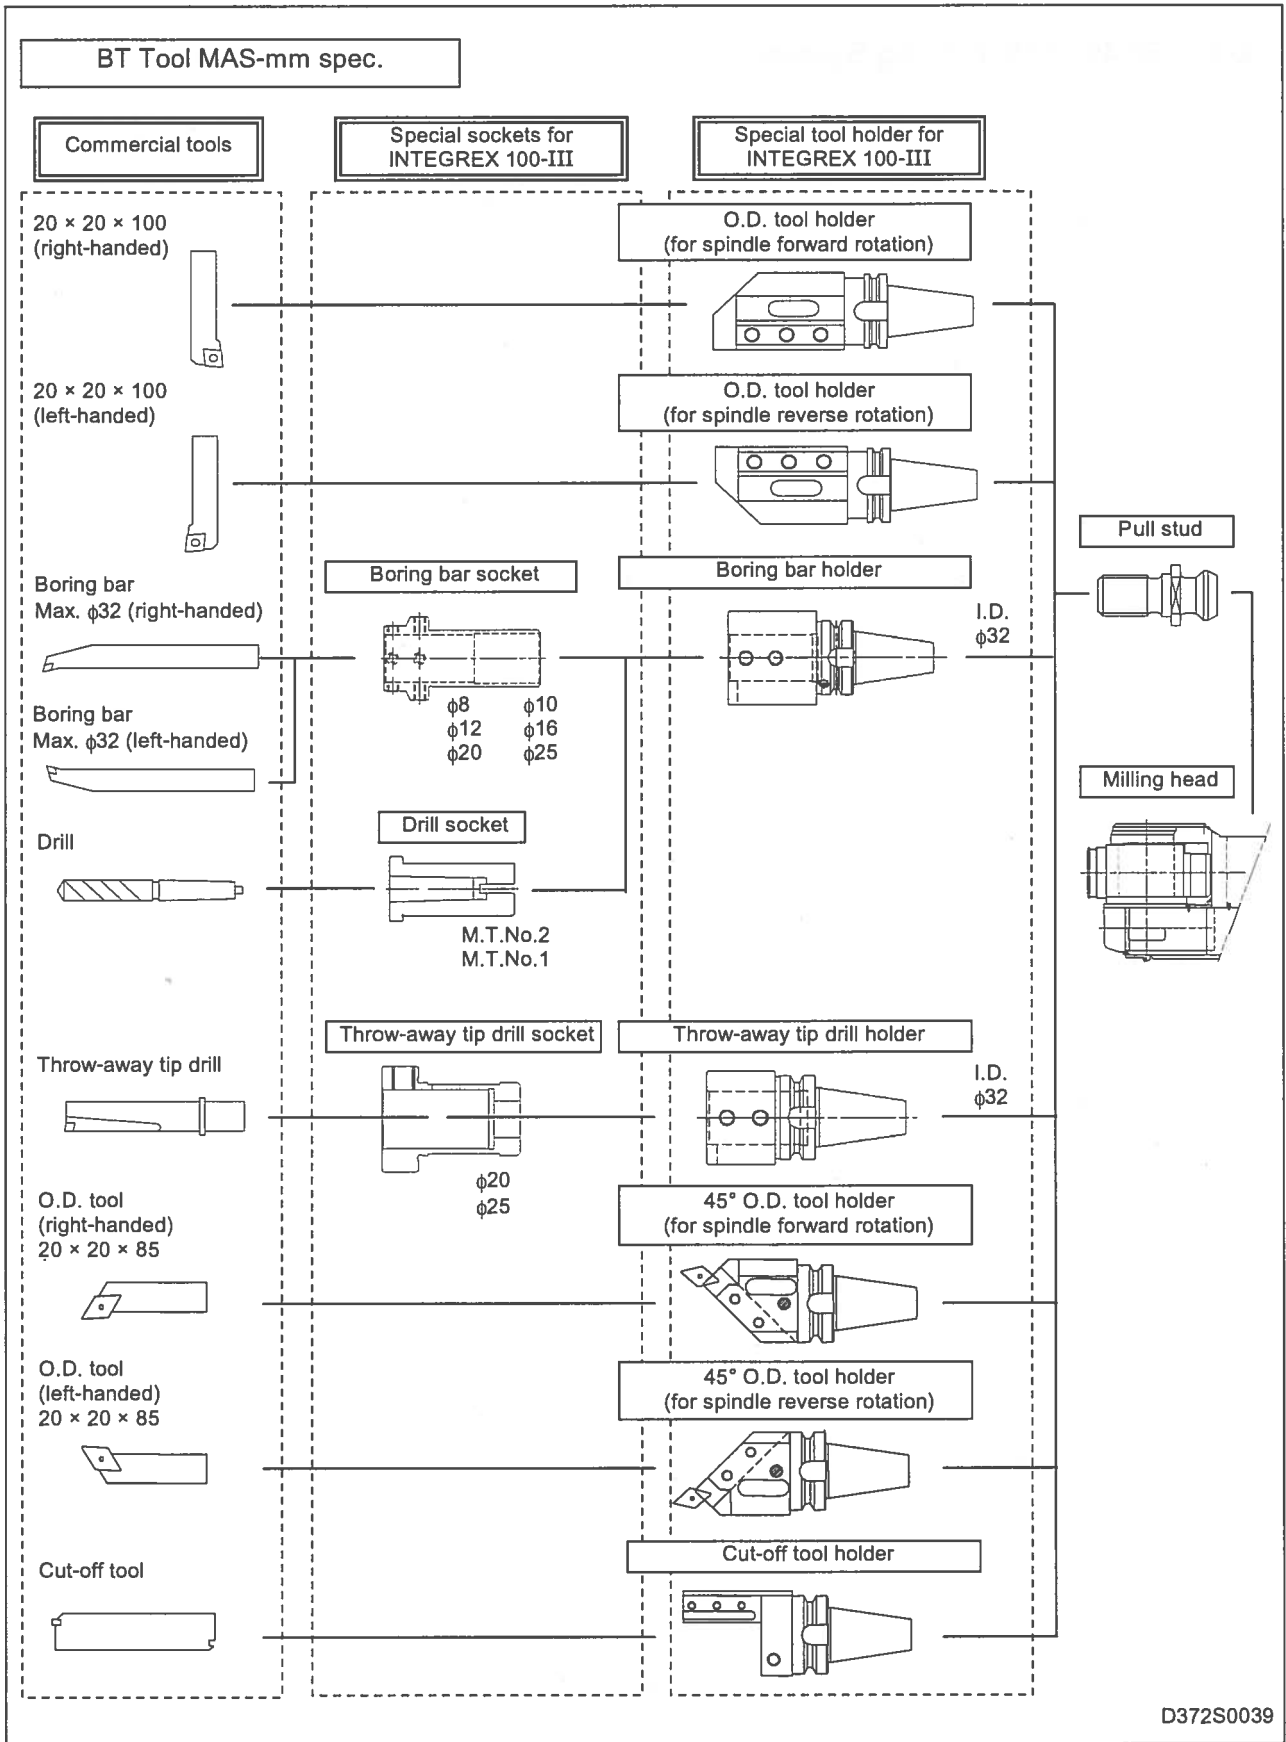 BT Tool MAS-mm spec.
Commercial tools
Special sockets for
INTEGREX 100-III
Special tool holder for
INTEGREX 100-III
20 × 20 × 100
(right-handed)
O.D. tool holder
(for spindle forward rotation)
20 × 20 × 100
(left-handed)
O.D. tool holder
(for spindle reverse rotation)
Pull stud
Boring bar
Max. ϕ32 (right-handed)
Boring bar socket
Boring bar holder
I.D.
ϕ32
ϕ8 ϕ10
ϕ12 ϕ16
ϕ20 ϕ25
Boring bar
Max. ϕ32 (left-handed)
Milling head
Drill
Drill socket
M.T.No.2
M.T.No.1
Throw-away tip drill
Throw-away tip drill socket
Throw-away tip drill holder
I.D.
ϕ32
ϕ20
ϕ25
O.D. tool
(right-handed)
20 × 20 × 85
45° O.D. tool holder
(for spindle forward rotation)
O.D. tool
(left-handed)
20 × 20 × 85
45° O.D. tool holder
(for spindle reverse rotation)
Cut-off tool
Cut-off tool holder
D372S0039